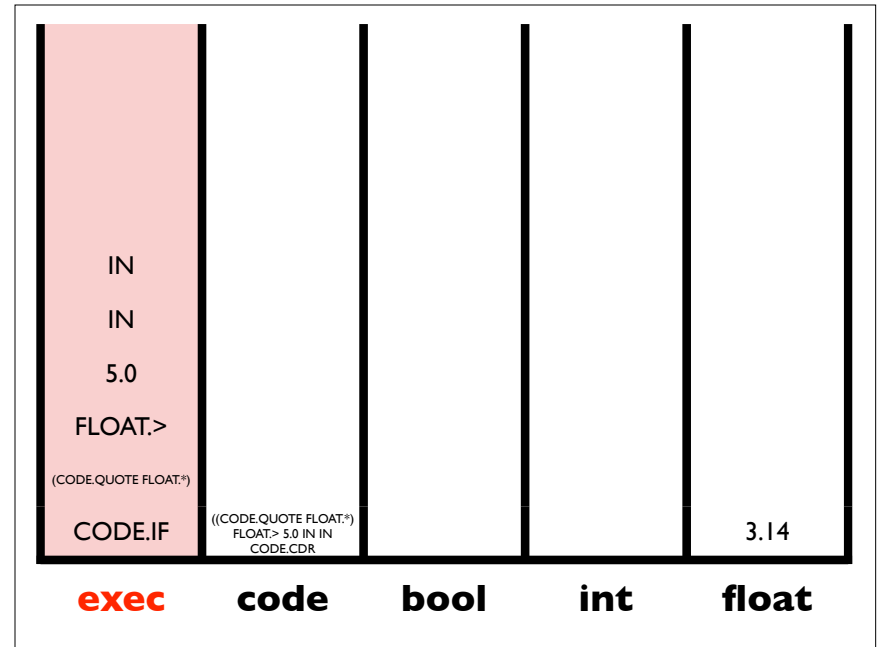 IN
IN
5.0
FLOAT.>
(CODE.QUOTE FLOAT.*)
CODE.IF
((CODE.QUOTE FLOAT.*)
FLOAT.> 5.0 IN IN
CODE.CDR
3.14
exec code bool int float